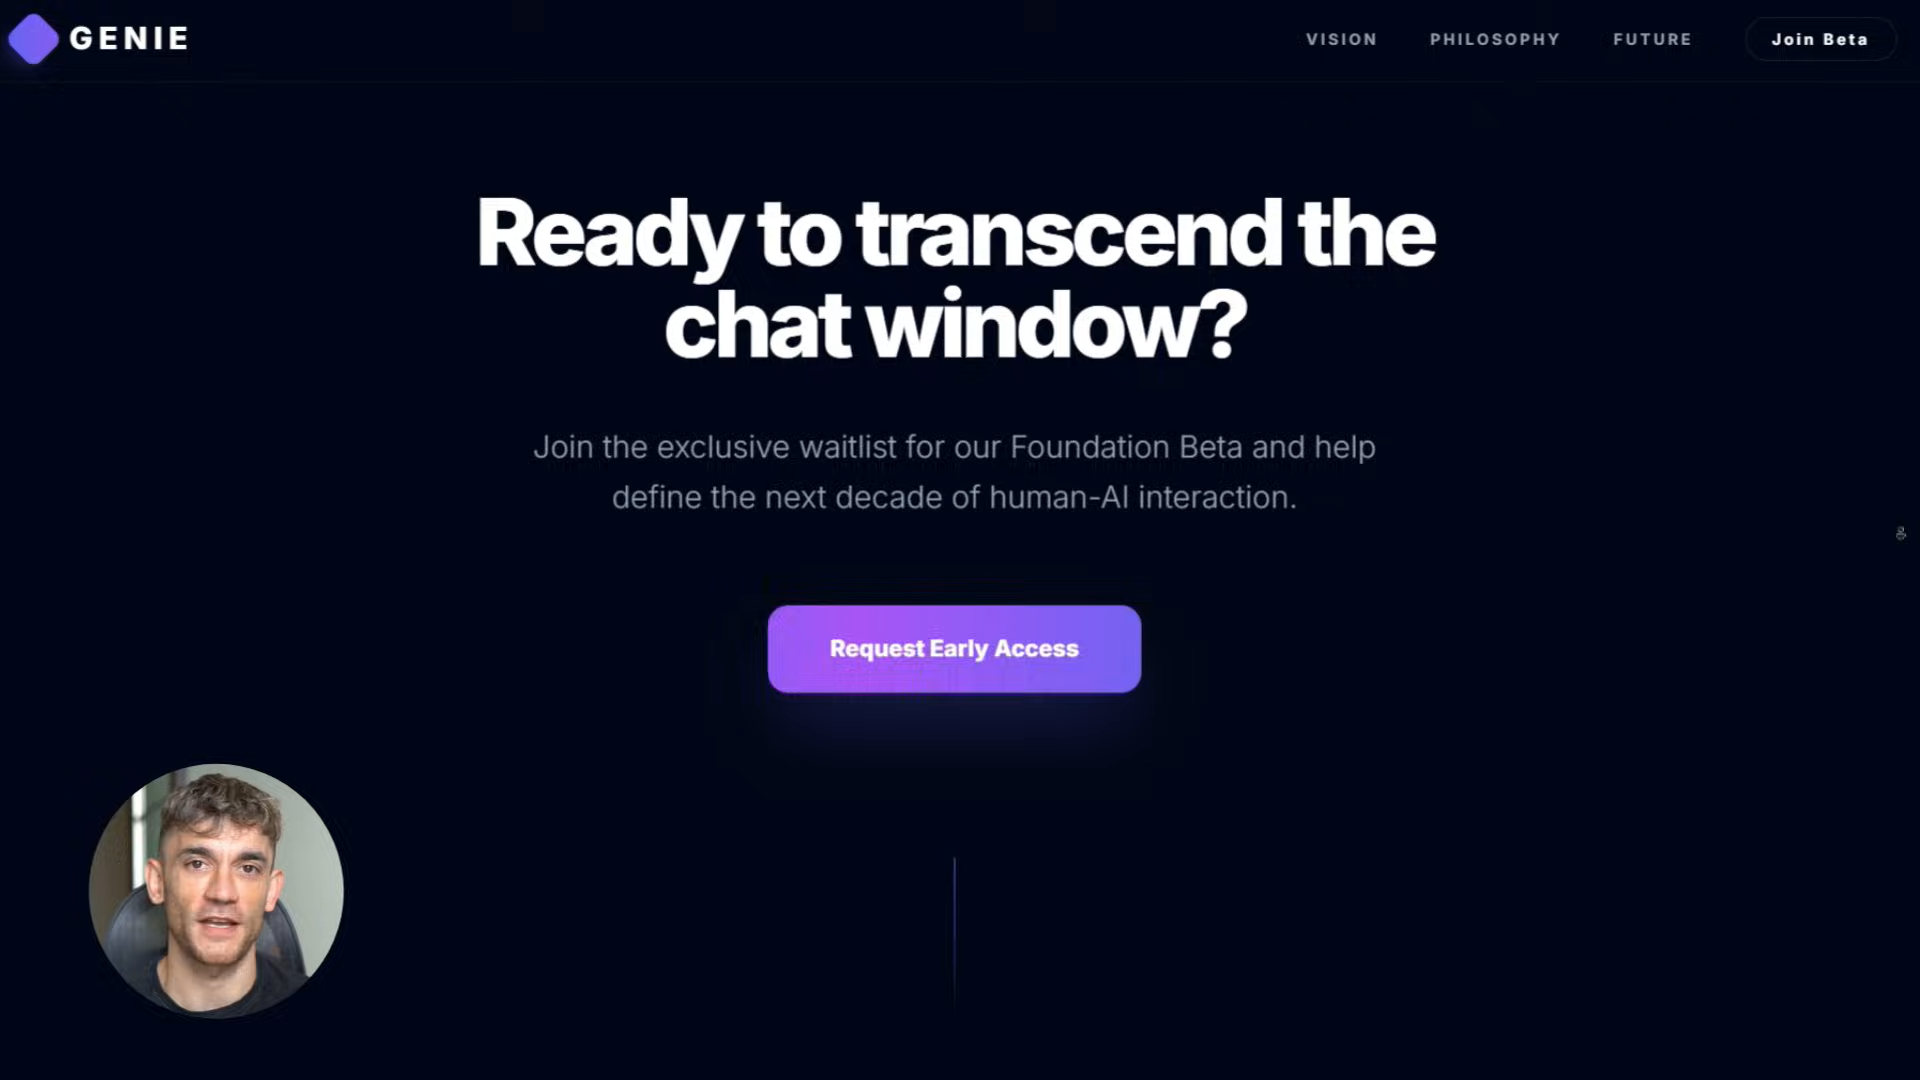 GENIE
VISION
PHILOSOPHY
FUTURE
Join Beta
Ready to transcend the
chat window?
Join the exclusive waitlist for our Foundation Beta and help
define the next decade of human-AI interaction.
Request Early Access